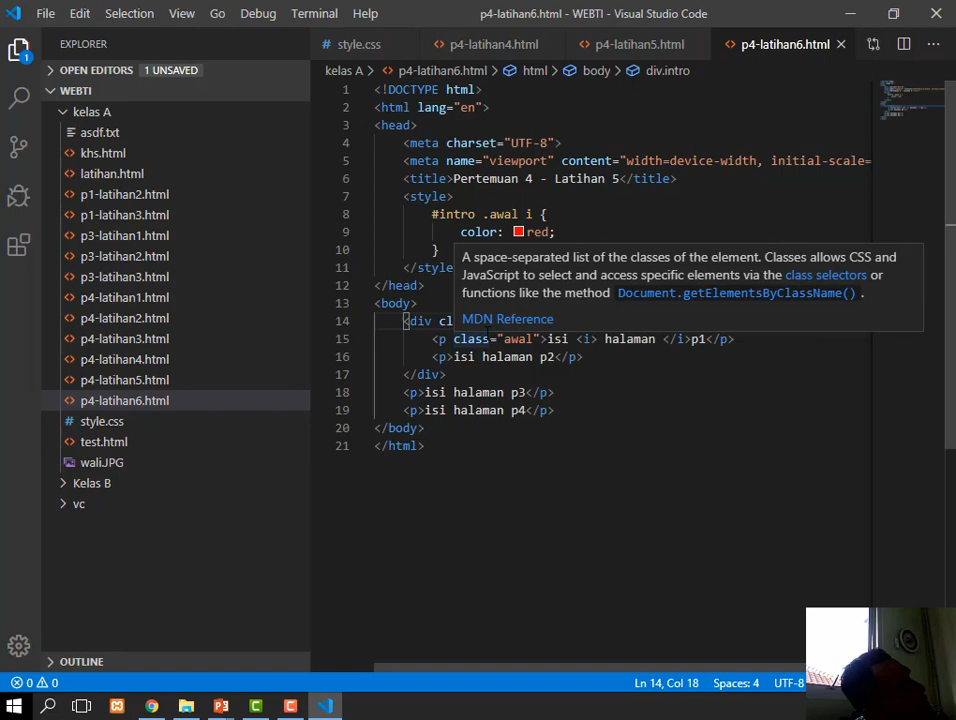 File Edit Selection View Go Debug Terminal Help p4-latihan6.html - WEBTI - Visual Studio Code
EXPLORER
style.css p4-latihan4.html p4-latihan5.html p4-latihan6.html
OPEN EDITORS 1 UNSAVED
kelas A > p4-latihan6.html > html > body > div.intro
WEBTI
kelas A
asdf.txt
khs.html
latihan.html
p1-latihan2.html
p1-latihan3.html
p3-latihan1.html
p3-latihan2.html
p3-latihan3.html
p4-latihan1.html
p4-latihan2.html
p4-latihan3.html
p4-latihan4.html
p4-latihan5.html
p4-latihan6.html
style.css
test.html
wali.JPG
Kelas B
vc
OUTLINE
1 <!DOCTYPE html>
2 <html lang="en">
3 <head>
4 <meta charset="UTF-8">
5 <meta name="viewport" content="width=device-width, initial-scale=
6 <title>Pertemuan 4 - Latihan 5</title>
7 <style>
8 #intro .awal i {
9 color: red;
10 }
11 </style
12 </head>
13 <body>
14 <div cl
15 <p class="awal">isi <i> halaman </i>p1</p>
16 <p>isi halaman p2</p>
17 </div>
18 <p>isi halaman p3</p>
19 <p>isi halaman p4</p>
20 </body>
21 </html>
A space-separated list of the classes of the element. Classes allows CSS and
JavaScript to select and access specific elements via the class selectors or
functions like the method Document.getElementsByClassName().
MDN Reference
1
0 0 Ln 14, Col 18 Spaces: 4 UTF-8